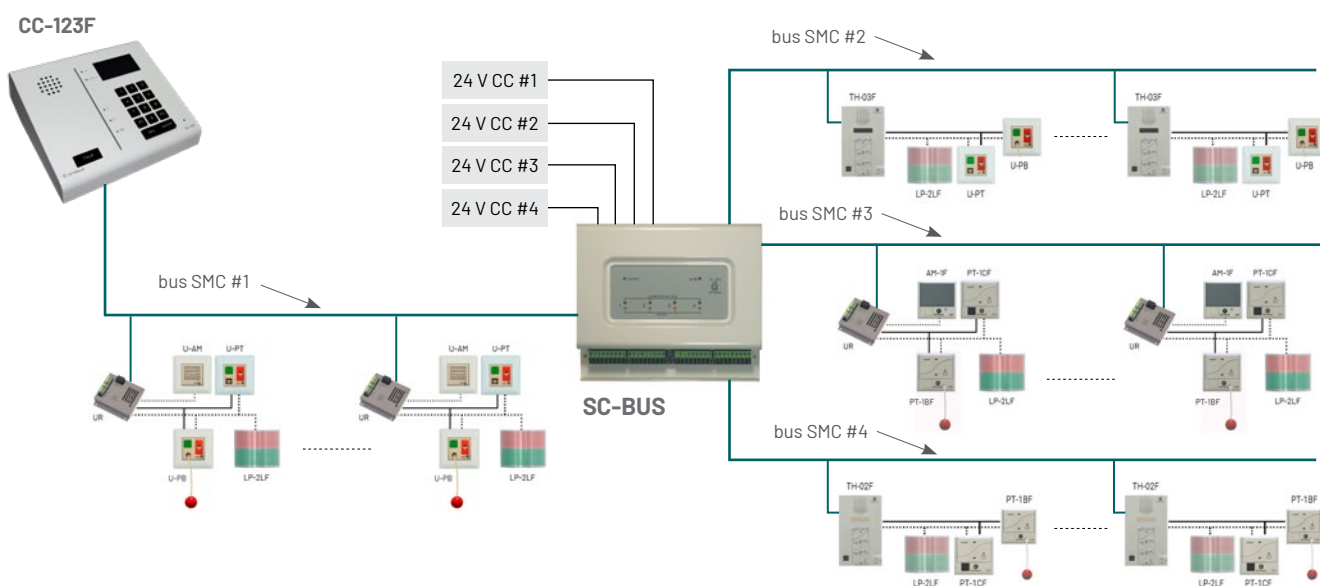 CC-123F
24 V CC #1
24 V CC #2
24 V CC #3
24 V CC #4
bus SMC #1
U-AM
U-PT
UR
U-PB
LP-2LF
U-AM
U-PT
UR
U-PB
LP-2LF
SC-BUS
bus SMC #2
TH-03F
LP-2LF
U-PT
U-PB
TH-03F
LP-2LF
U-PT
U-PB
bus SMC #3
AM-1F
PT-1CF
UR
PT-1BF
LP-2LF
AM-1F
PT-1CF
UR
PT-1BF
LP-2LF
bus SMC #4
TH-02F
PT-1BF
LP-2LF
PT-1CF
TH-02F
PT-1BF
LP-2LF
PT-1CF